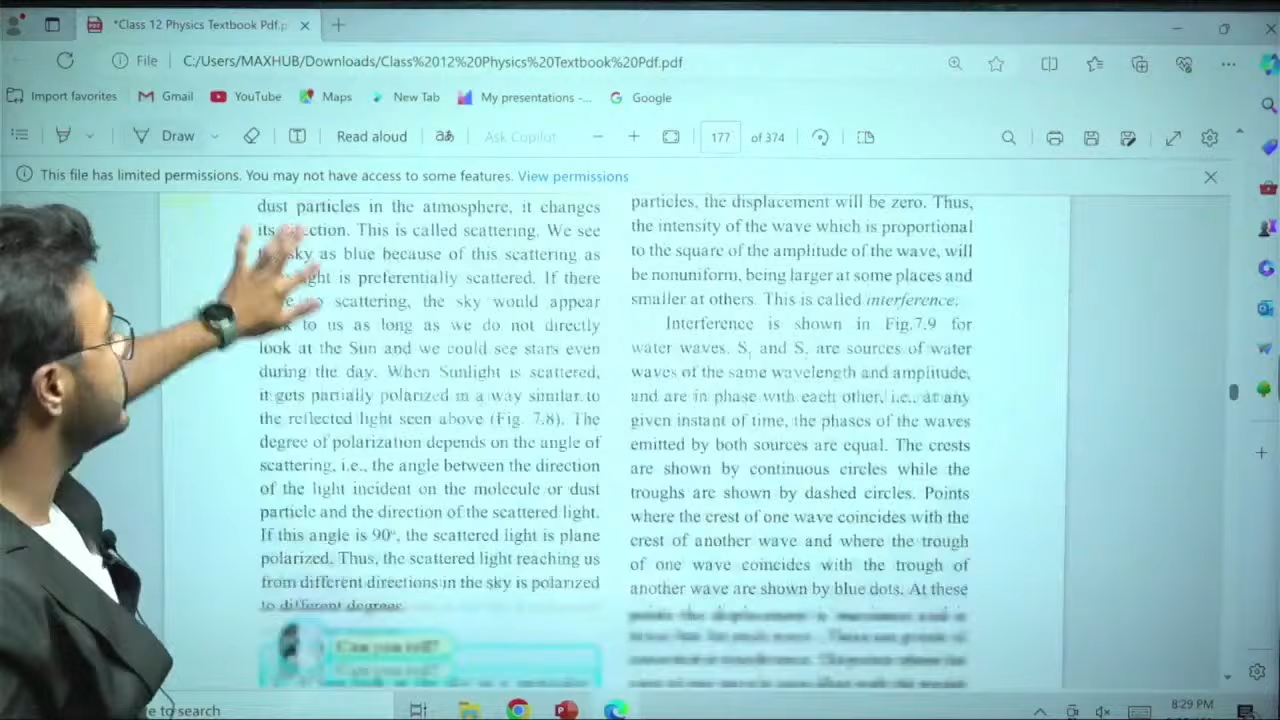 *Class 12 Physics Textbook Pdf.p
File
C:/Users/MAXHUB/Downloads/Class%2012%20Physics%20Textbook%20Pdf.pdf
Import favorites
Gmail
YouTube
Maps
New Tab
My presentations -...
Google
Draw
Read aloud
Ask Copilot
177
of 374
This file has limited permissions. You may not have access to some features. View permissions
dust particles in the atmosphere, it changes
its direction. This is called scattering. We see
sky as blue because of this scattering as
is preferentially scattered. If there
scattering, the sky would appear
to us as long as we do not directly
look at the Sun and we could see stars even
during the day. When Sunlight is scattered,
it gets partially polarized in a way similar to
the reflected light seen above (Fig. 7.8). The
degree of polarization depends on the angle of
scattering, i.e., the angle between the direction
of the light incident on the molecule or dust
particle and the direction of the scattered light.
If this angle is 90°, the scattered light is plane
polarized. Thus, the scattered light reaching us
from different directions in the sky is polarized
to different degrees.
Can you tell?
particles, the displacement will be zero. Thus,
the intensity of the wave which is proportional
to the square of the amplitude of the wave, will
be nonuniform, being larger at some places and
smaller at others. This is called interference.
Interference is shown in Fig.7.9 for
water waves. S₁ and S, are sources of water
waves of the same wavelength and amplitude,
and are in phase with each other, i.e., at any
given instant of time, the phases of the waves
emitted by both sources are equal. The crests
are shown by continuous circles while the
troughs are shown by dashed circles. Points
where the crest of one wave coincides with the
crest of another wave and where the trough
of one wave coincides with the trough of
another wave are shown by blue dots. At these
e to search
8:29 PM